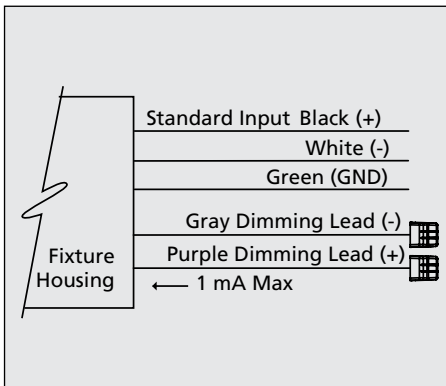 Standard Input Black (+)
White (-)
Green (GND)
Gray Dimming Lead (-)
Purple Dimming Lead (+)
Fixture
Housing
← 1 mA Max